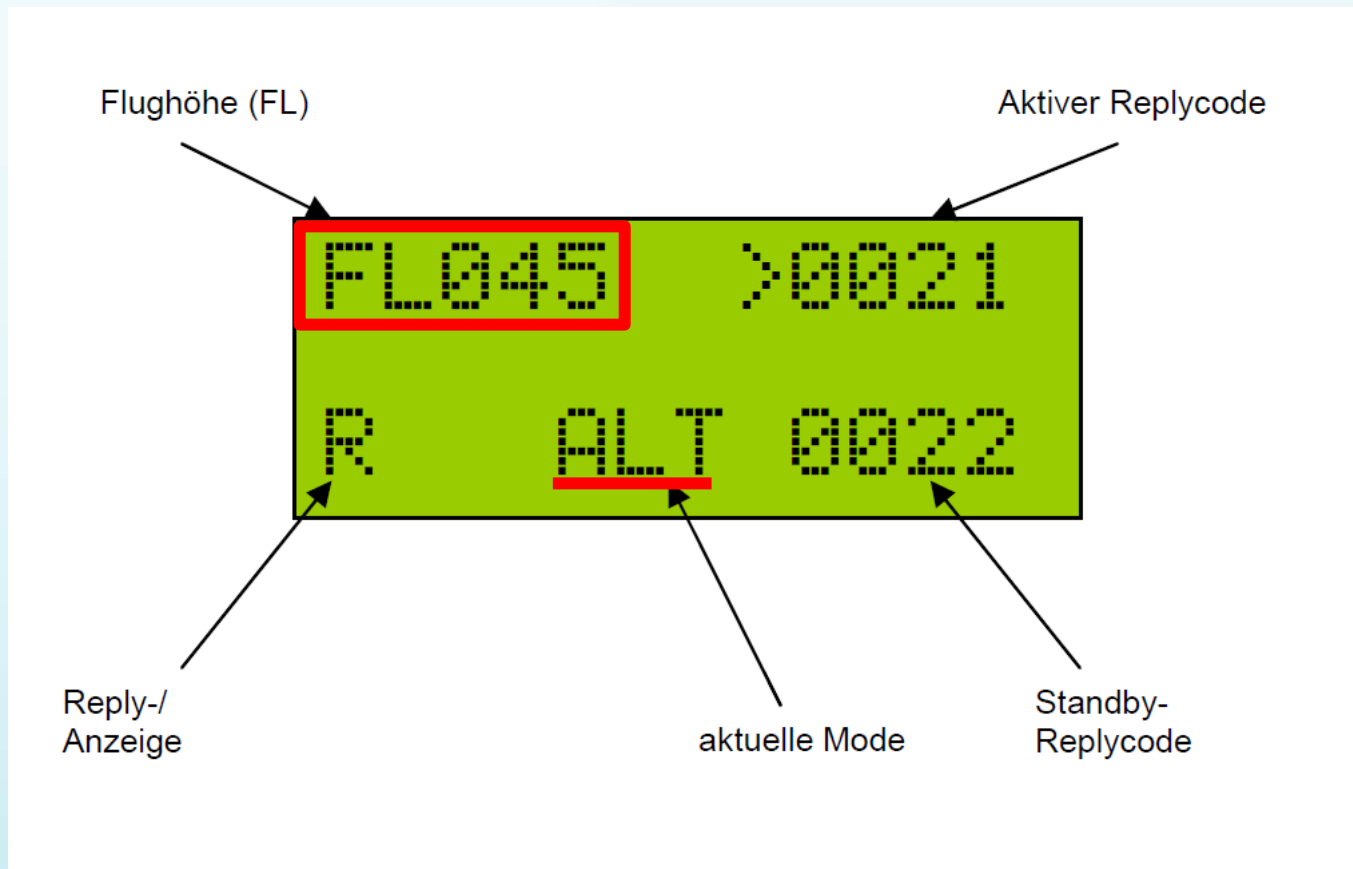 Flughöhe (FL)
Aktiver Replycode
FL045 >0021
R ALT 0022
Reply-/
Anzeige
aktuelle Mode
Standby-
Replycode